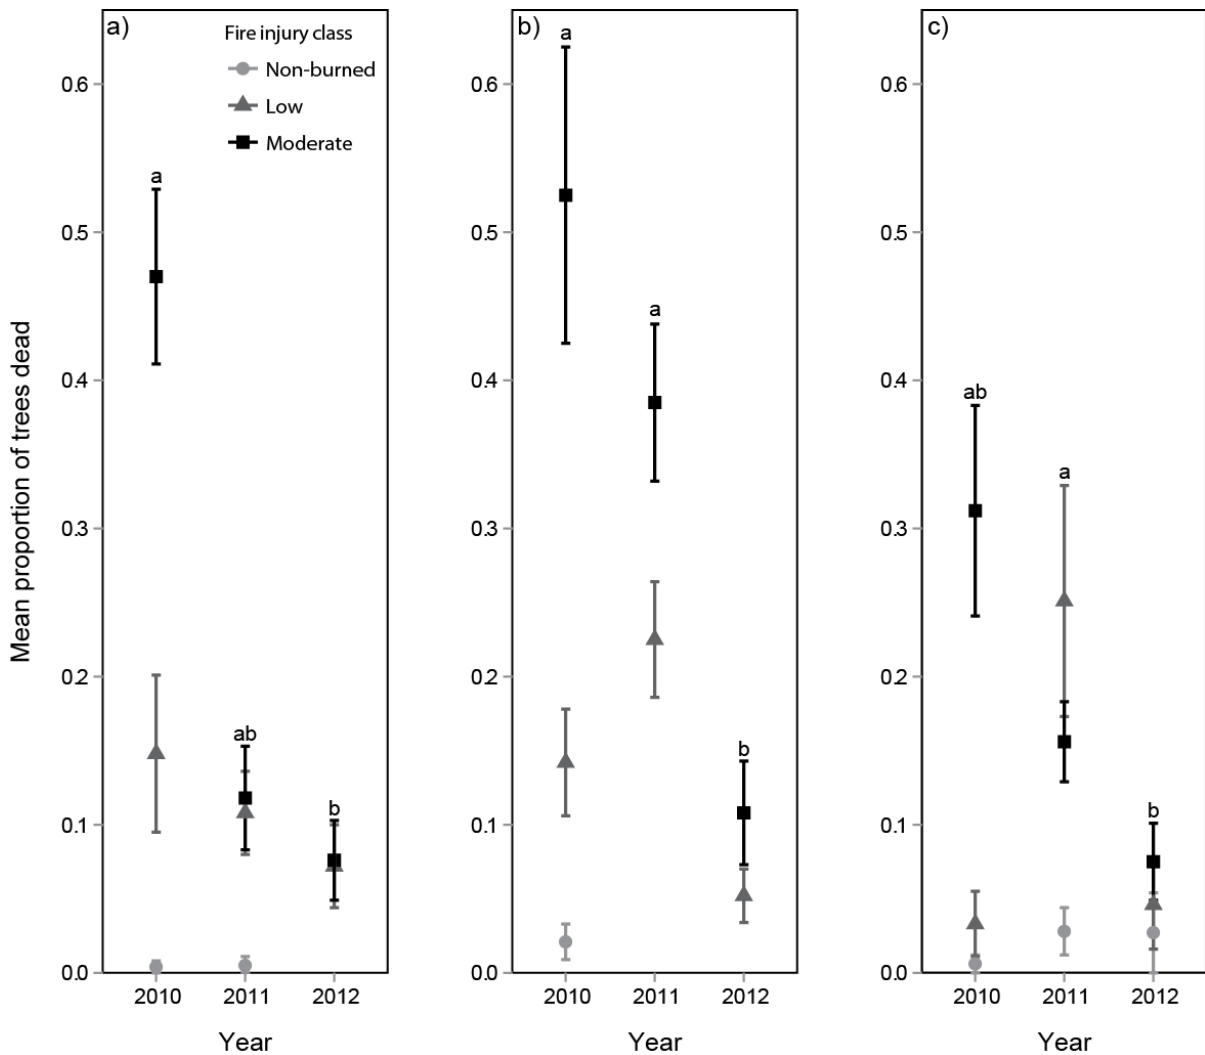 a)
Fire injury class
Non-burned
Low
Moderate
0.6
0.5
0.4
0.3
0.2
0.1
0.0
a
ab
b
2010
2011
2012
Year
Mean proportion of trees dead
b)
0.6
0.5
0.4
0.3
0.2
0.1
0.0
a
a
b
2010
2011
2012
Year
c)
0.6
0.5
0.4
0.3
0.2
0.1
0.0
ab
a
b
2010
2011
2012
Year